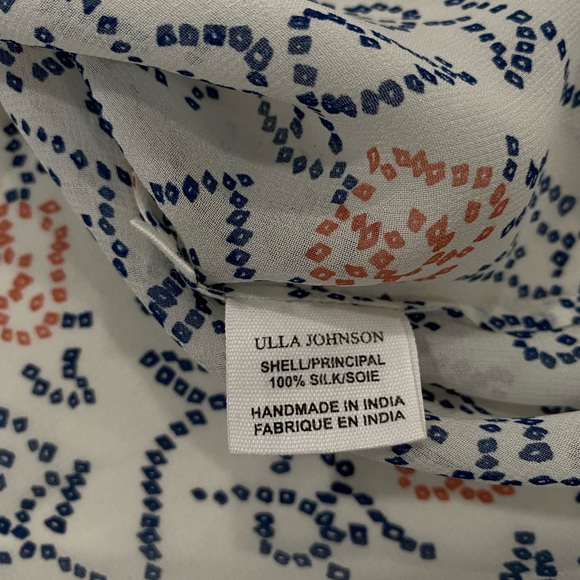 ULLA JOHNSON
SHELL/PRINCIPAL
100% SILK/SOIE
HANDMADE IN INDIA
FABRIQUE EN INDIA